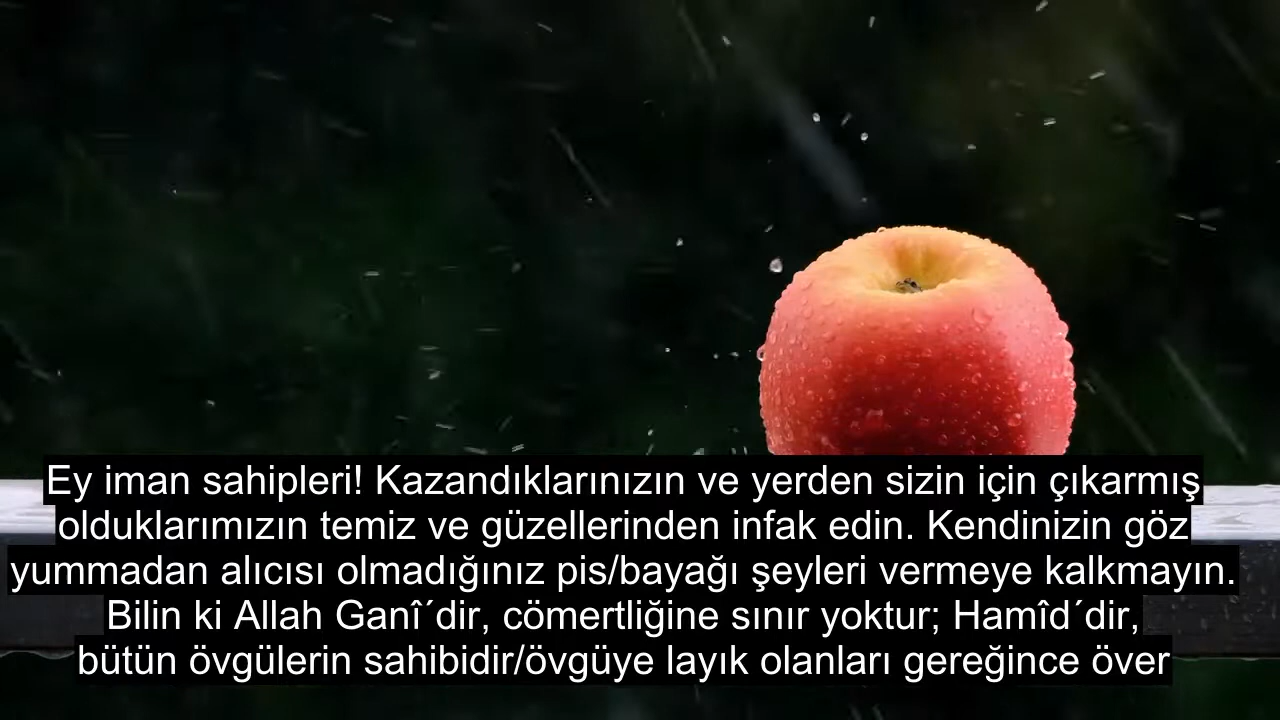 Ey iman sahipleri! Kazandıklarınızın ve yerden sizin için çıkarmış
olduklarımızın temiz ve güzellerinden infak edin. Kendinizin göz
yummadan alıcısı olmadığınız pis/bayağı şeyleri vermeye kalkmayın.
Bilin ki Allah Ganî´dir, cömertliğine sınır yoktur; Hamîd´dir,
bütün övgülerin sahibidir/övgüye layık olanları gereğince över